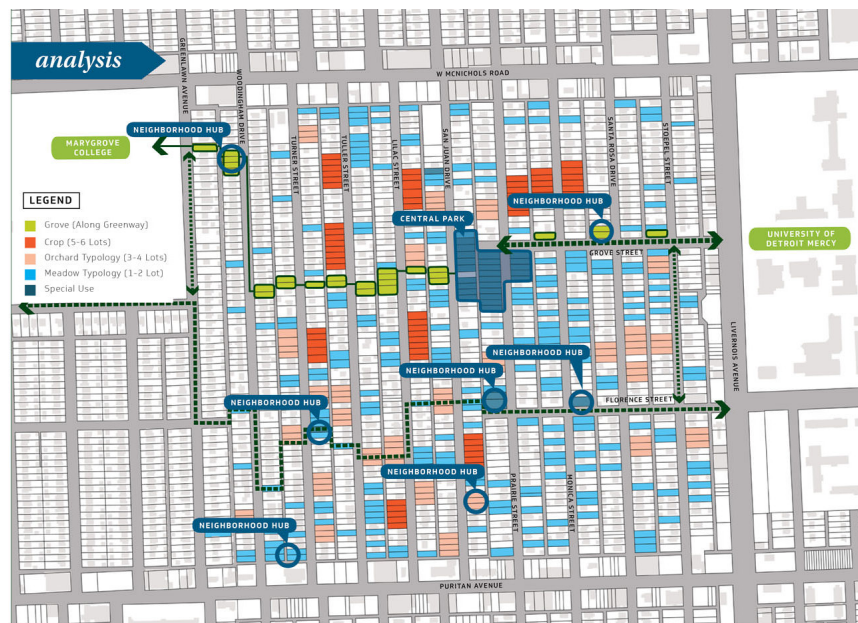 analysis
GREENLAWN AVENUE
WOODINGHAM DRIVE
W MCNICHOLS ROAD
NEIGHBORHOOD HUB
MARYGROVE
COLLEGE
TURNER STREET
TULLER STREET
LILAC STREET
SAN JUAN DRIVE
SANTA ROSA DRIVE
STOEPEL STREET
LEGEND
Grove (Along Greenway)
Crop (5-6 Lots)
Orchard Typology (3-4 Lots)
Meadow Typology (1-2 Lot)
Special Use
NEIGHBORHOOD HUB
CENTRAL PARK
UNIVERSITY OF
DETROIT MERCY
GROVE STREET
LIVERNOIS AVENUE
NEIGHBORHOOD HUB
NEIGHBORHOOD HUB
NEIGHBORHOOD HUB
FLORENCE STREET
NEIGHBORHOOD HUB
PRAIRIE STREET
MONICA STREET
NEIGHBORHOOD HUB
PURITAN AVENUE